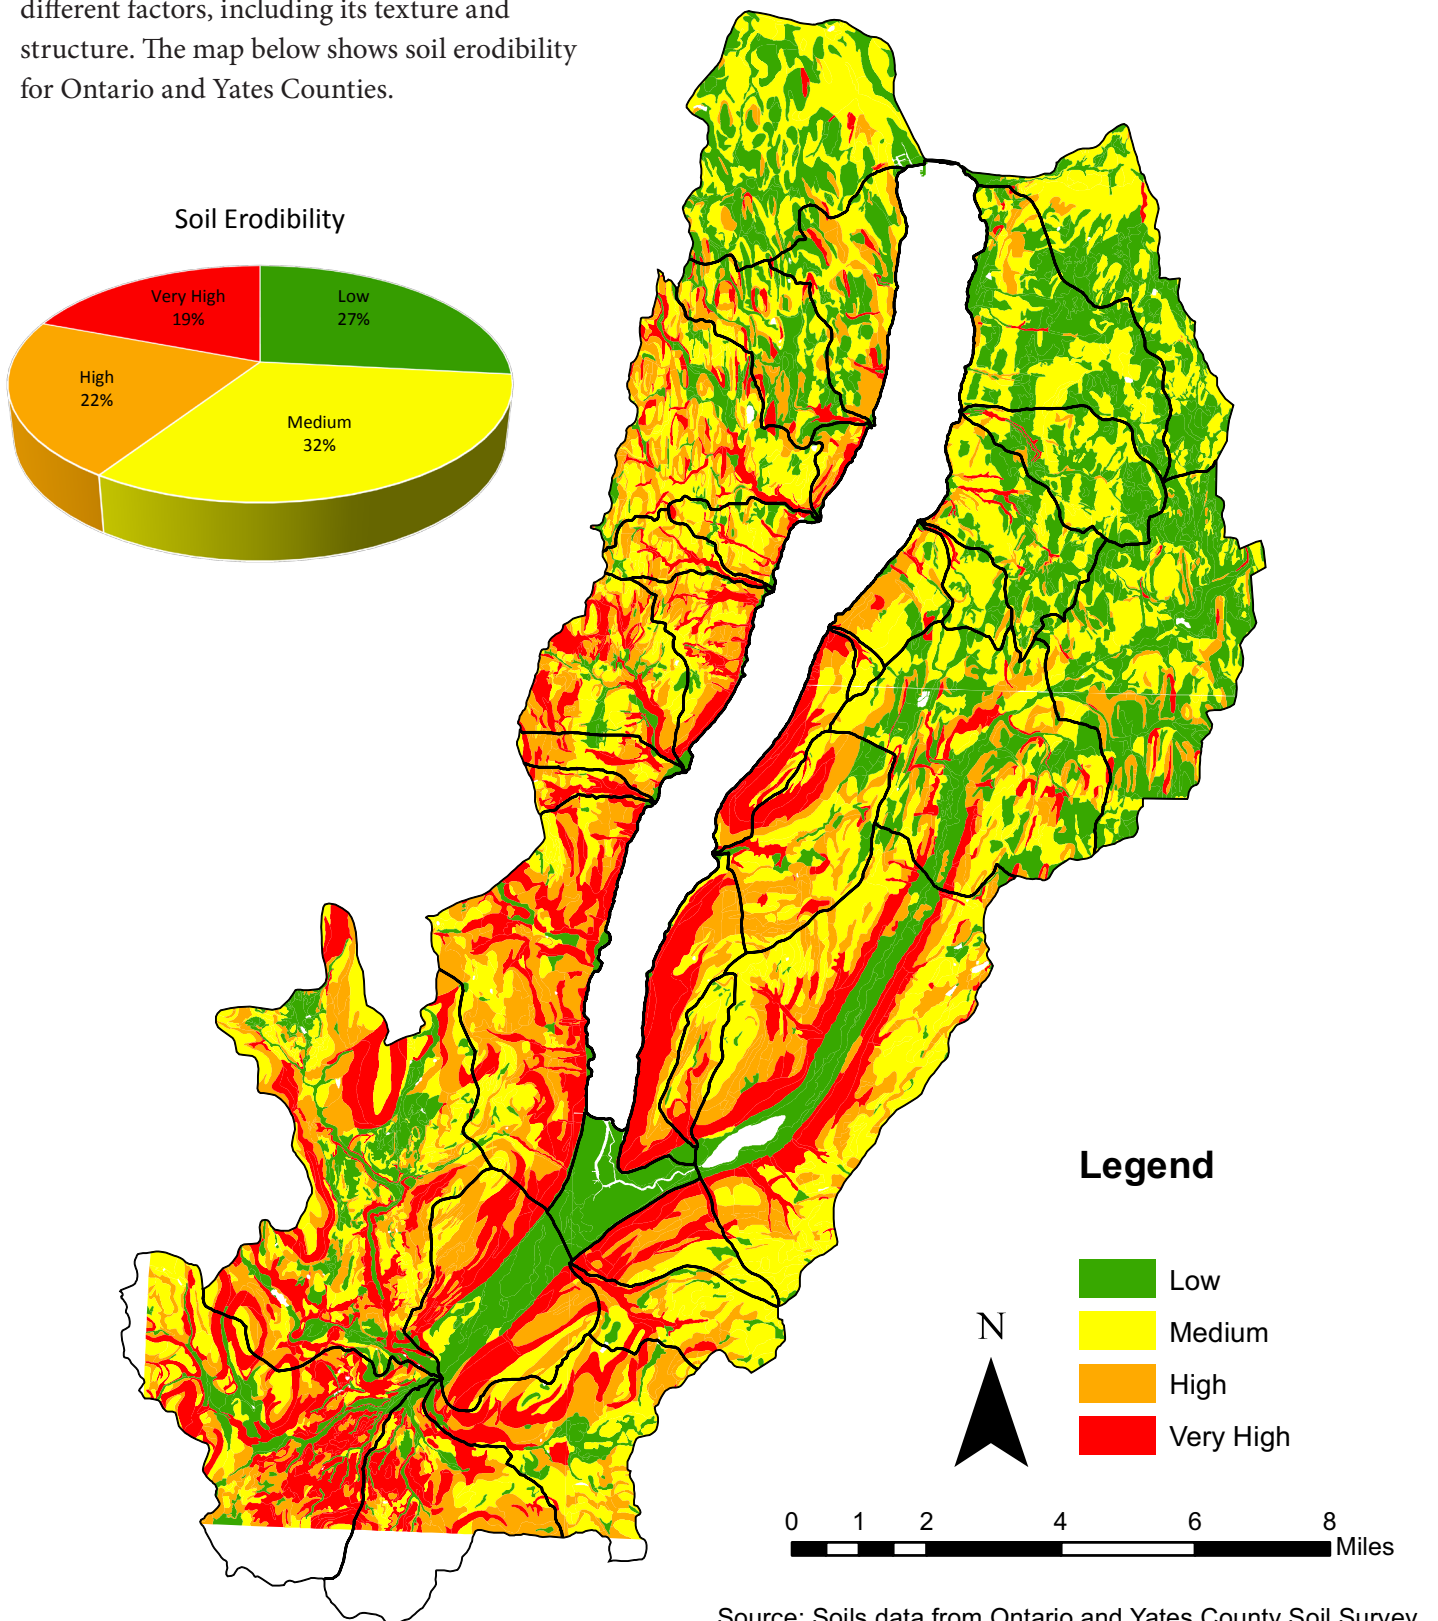 different factors, including its texture and
structure. The map below shows soil erodibility
for Ontario and Yates Counties.
Soil Erodibility
Very High
19%
Low
27%
High
22%
Medium
32%
Legend
Low
Medium
High
Very High
N
0 1 2 4 6 8
Miles
Source: Soils data from Ontario and Yates County Soil Survey